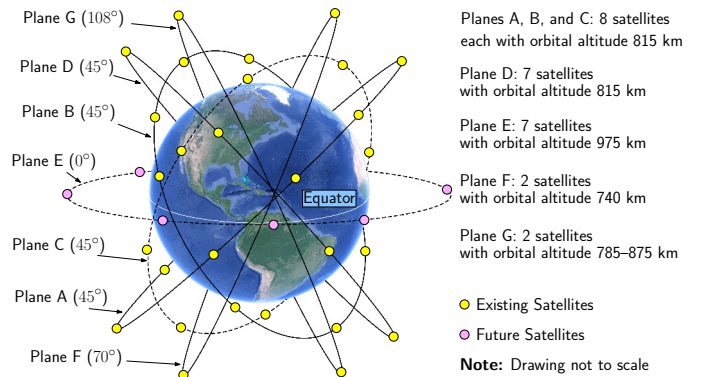 Plane G (108°)
Plane D (45°)
Plane B (45°)
Plane E (0°)
Plane C (45°)
Plane A (45°)
Plane F (70°)
Equator
Planes A, B, and C: 8 satellites
each with orbital altitude 815 km
Plane D: 7 satellites
with orbital altitude 815 km
Plane E: 7 satellites
with orbital altitude 975 km
Plane F: 2 satellites
with orbital altitude 740 km
Plane G: 2 satellites
with orbital altitude 785–875 km
Existing Satellites
Future Satellites
Note: Drawing not to scale